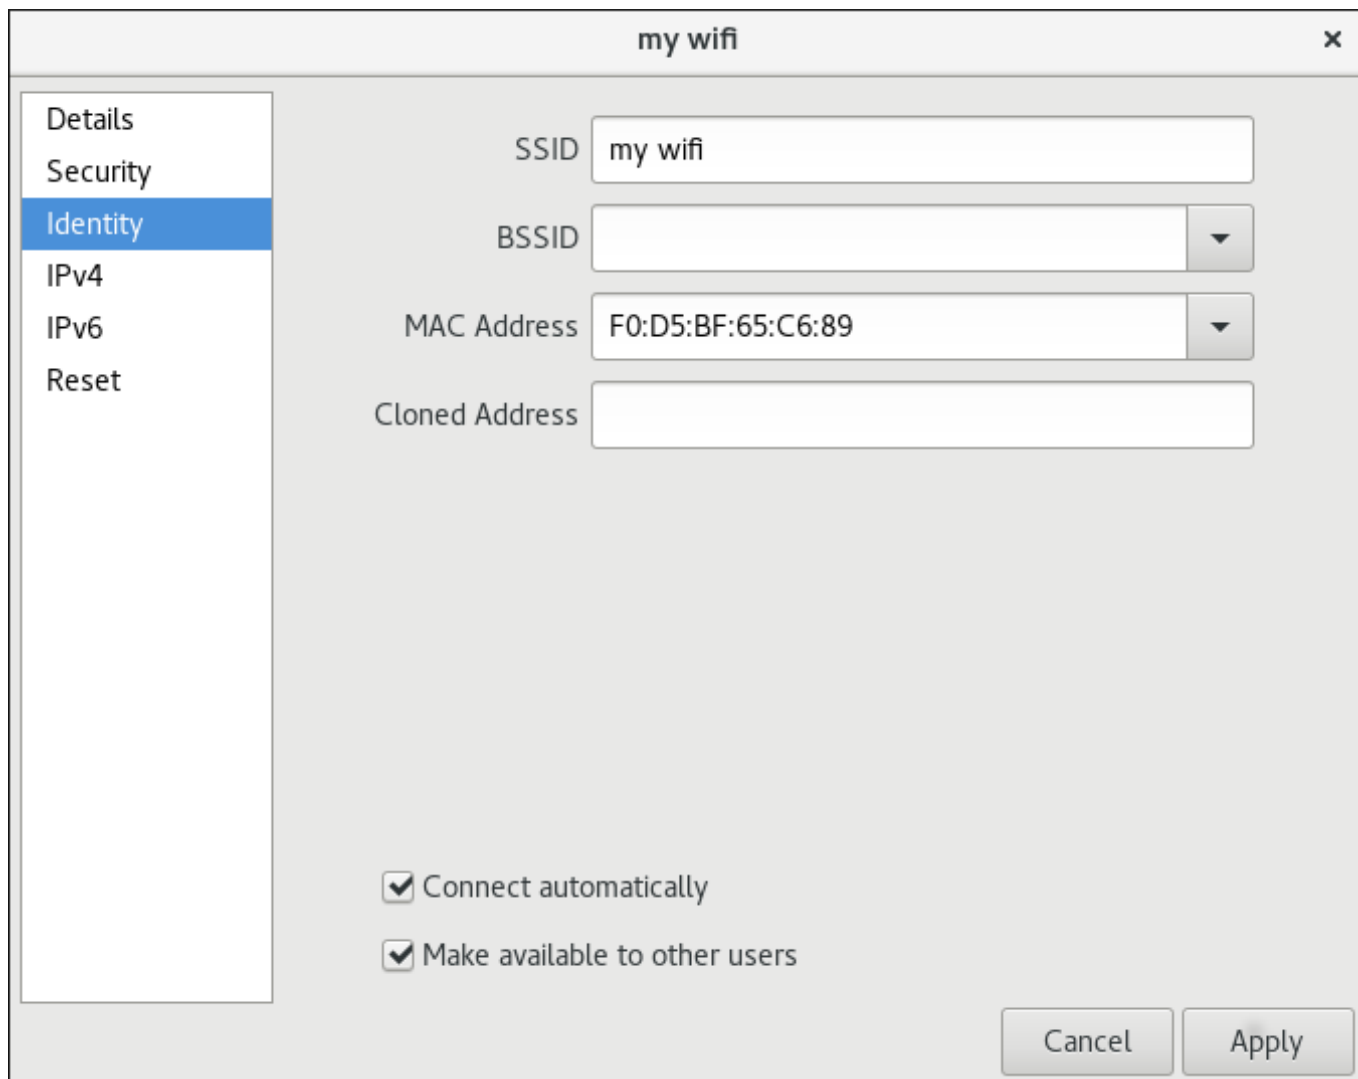 my wifi
Details
Security
Identity
IPv4
IPv6
Reset
SSID my wifi
BSSID
MAC Address F0:D5:BF:65:C6:89
Cloned Address
Connect automatically
Make available to other users
Cancel Apply